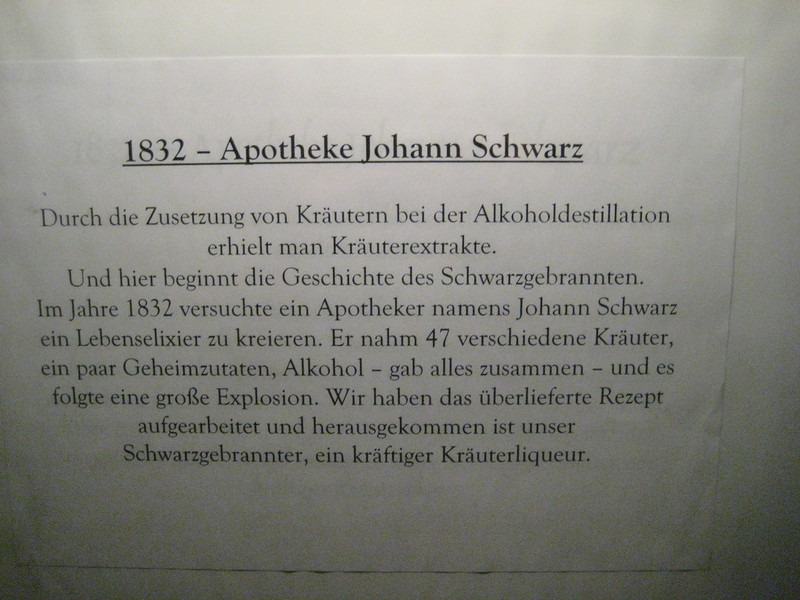 1832 – Apotheke Johann Schwarz
Durch die Zusetzung von Kräutern bei der Alkoholdestillation
erhielt man Kräuterextrakte.
Und hier beginnt die Geschichte des Schwarzgebrannten.
Im Jahre 1832 versuchte ein Apotheker namens Johann Schwarz
ein Lebenselixier zu kreieren. Er nahm 47 verschiedene Kräuter,
ein paar Geheimzutaten, Alkohol – gab alles zusammen – und es
folgte eine große Explosion. Wir haben das überlieferte Rezept
aufgearbeitet und herausgekommen ist unser
Schwarzgebrannter, ein kräftiger Kräuterliqueur.